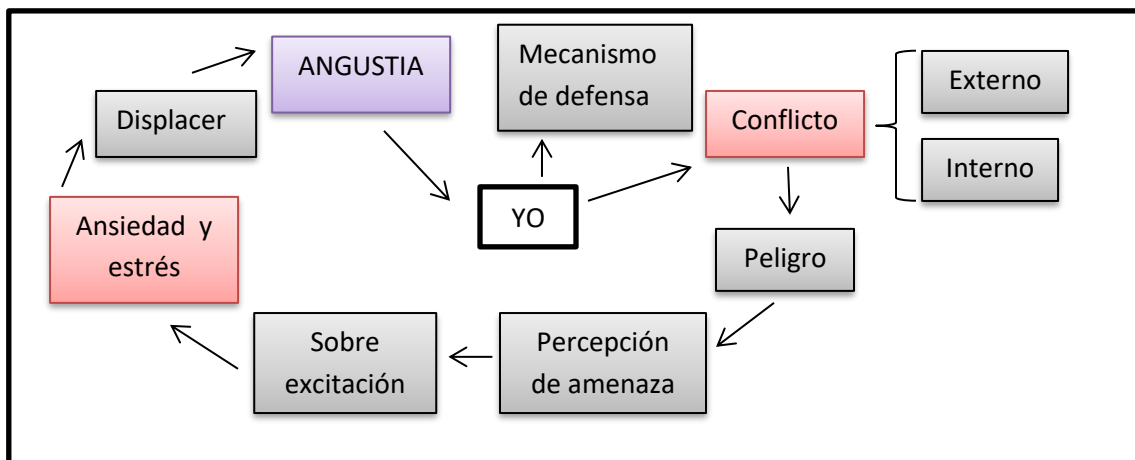 ANGUSTIA
Mecanismo
de defensa
Conflicto
Externo
Interno
Displacer
YO
Ansiedad y
estrés
Peligro
Sobre
excitación
Percepción
de amenaza